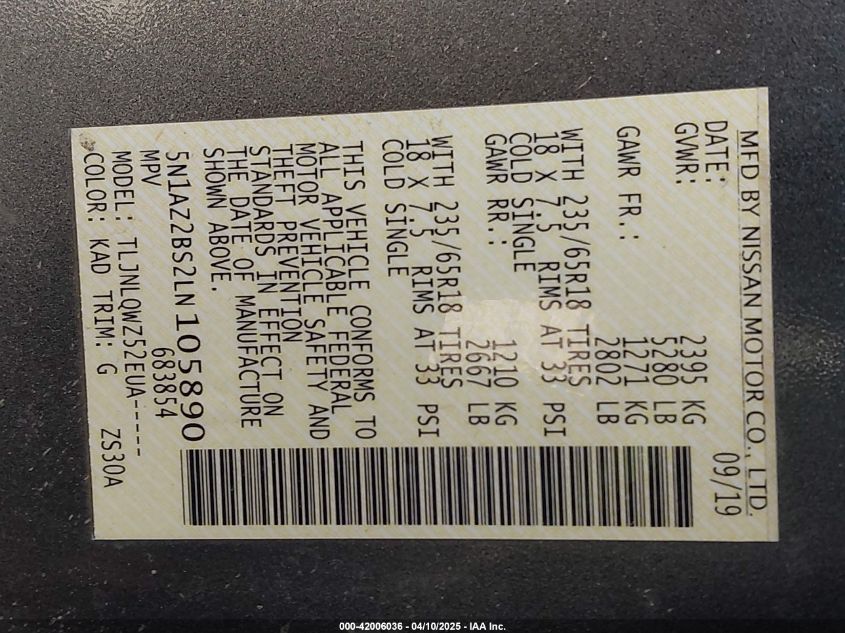 MFD BY NISSAN MOTOR CO., LTD.
DATE: 09/19
GVWR: 2395 KG
5280 LB
GAWR FR.: 1271 KG
2802 LB
WITH 235/65R18 TIRES
18 X 7.5 RIMS AT 33 PSI
COLD SINGLE
GAWR RR.: 1210 KG
2667 LB
WITH 235/65R18 TIRES
18 X 7.5 RIMS AT 33 PSI
COLD SINGLE
THIS VEHICLE CONFORMS TO
ALL APPLICABLE FEDERAL
MOTOR VEHICLE SAFETY AND
THEFT PREVENTION
STANDARDS IN EFFECT ON
THE DATE OF MANUFACTURE
SHOWN ABOVE.
5N1AZ2BS2LN105890
MPV 683854
MODEL: TLJNLQWZ52EUA-----
COLOR: KAD TRIM: G ZS30A
000-42006036 - 04/10/2025 - IAA Inc.